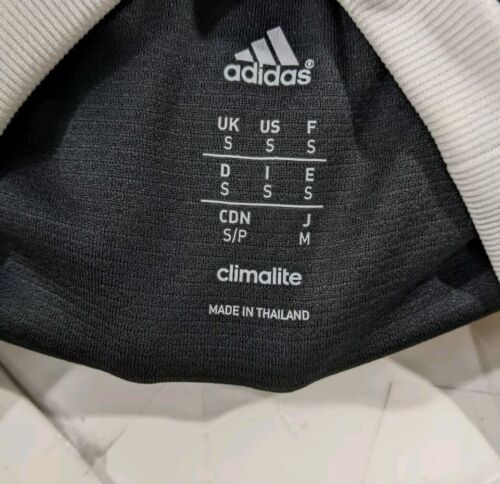 adidas®
UK US F
S S S
D I E
S S S
CDN J
S/P M
climalite
MADE IN THAILAND